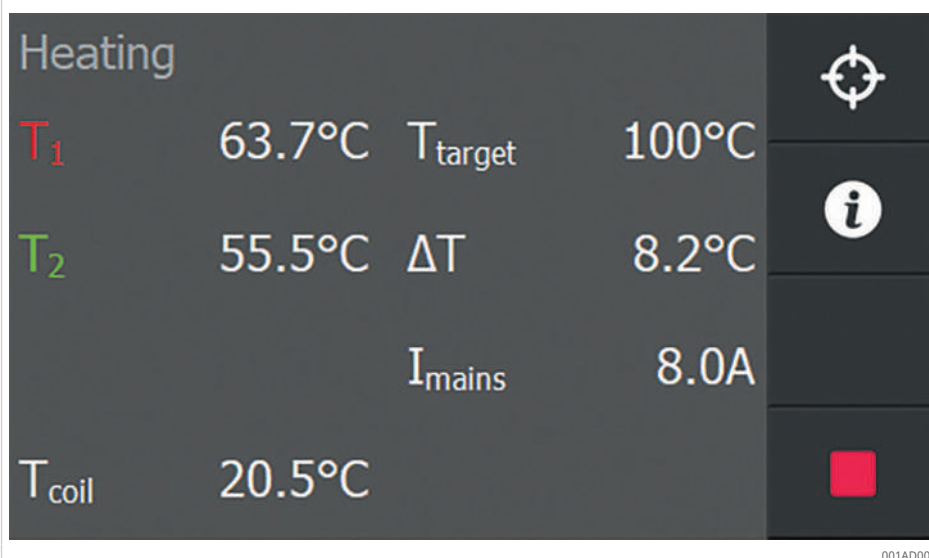 Heating
T1 63.7°C Ttarget 100°C
T2 55.5°C ΔT 8.2°C
Imains 8.0A
Tcoil 20.5°C
i